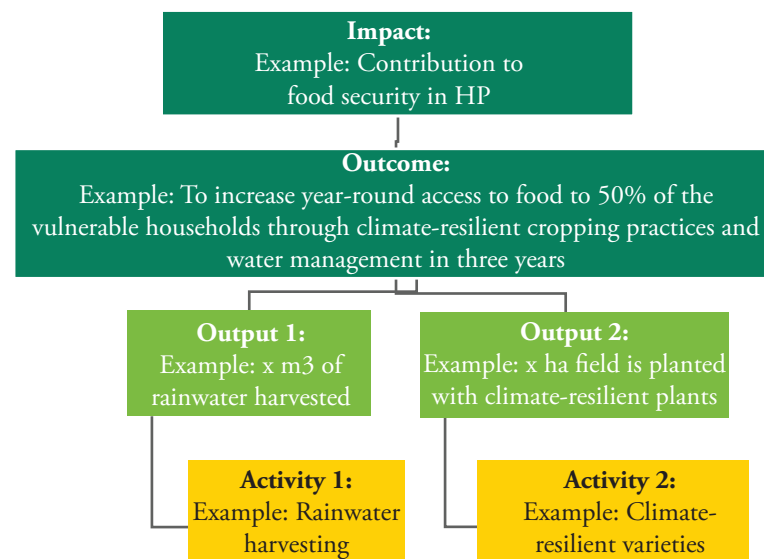 Impact:
Example: Contribution to
food security in HP
Outcome:
Example: To increase year-round access to food to 50% of the
vulnerable households through climate-resilient cropping practices and
water management in three years
Output 1:
Example: x m3 of
rainwater harvested
Output 2:
Example: x ha field is planted
with climate-resilient plants
Activity 1:
Example: Rainwater
harvesting
Activity 2:
Example: Climate-
resilient varieties